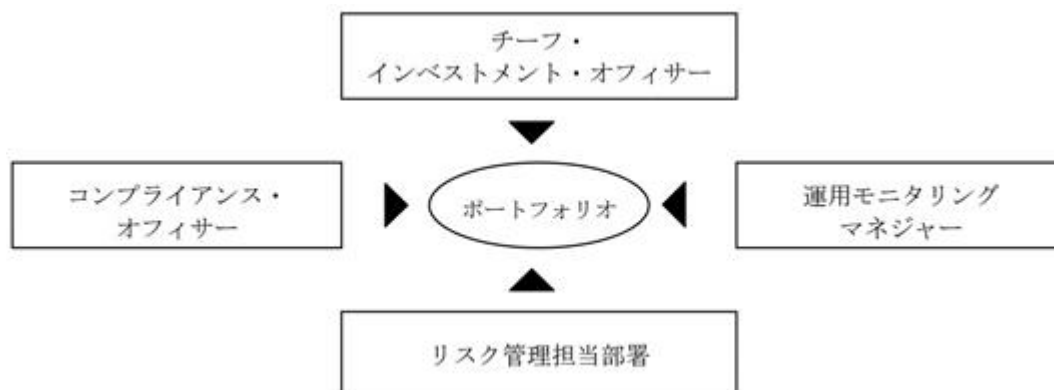 チーフ・
インベストメント・オフィサー
コンプライアンス・
オフィサー
ポートフォリオ
運用モニタリング
マネジャー
リスク管理担当部署